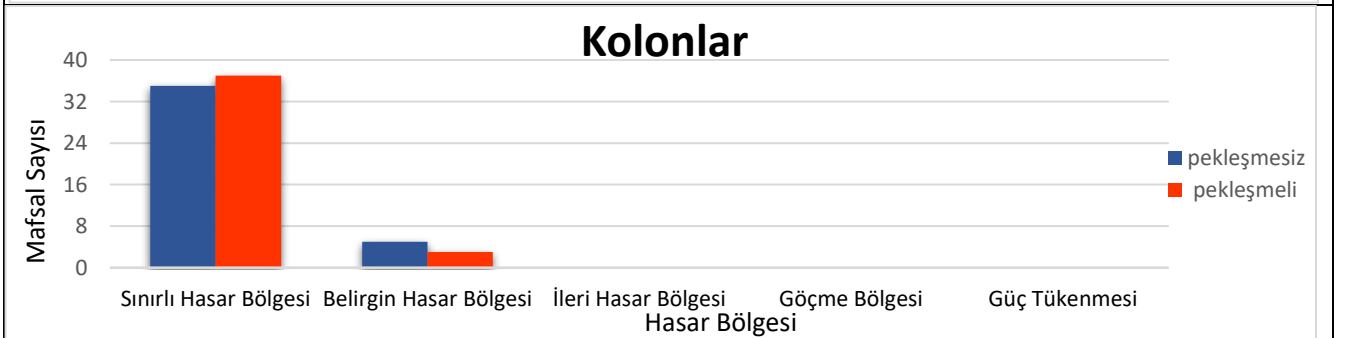 Kolonlar
40
32
24
16
8
0
Mafsal Sayısı
Sınırlı Hasar Bölgesi Belirgin Hasar Bölgesi İleri Hasar Bölgesi Göçme Bölgesi Güç Tükenmesi
Hasar Bölgesi
pekleşmesiz
pekleşmeli